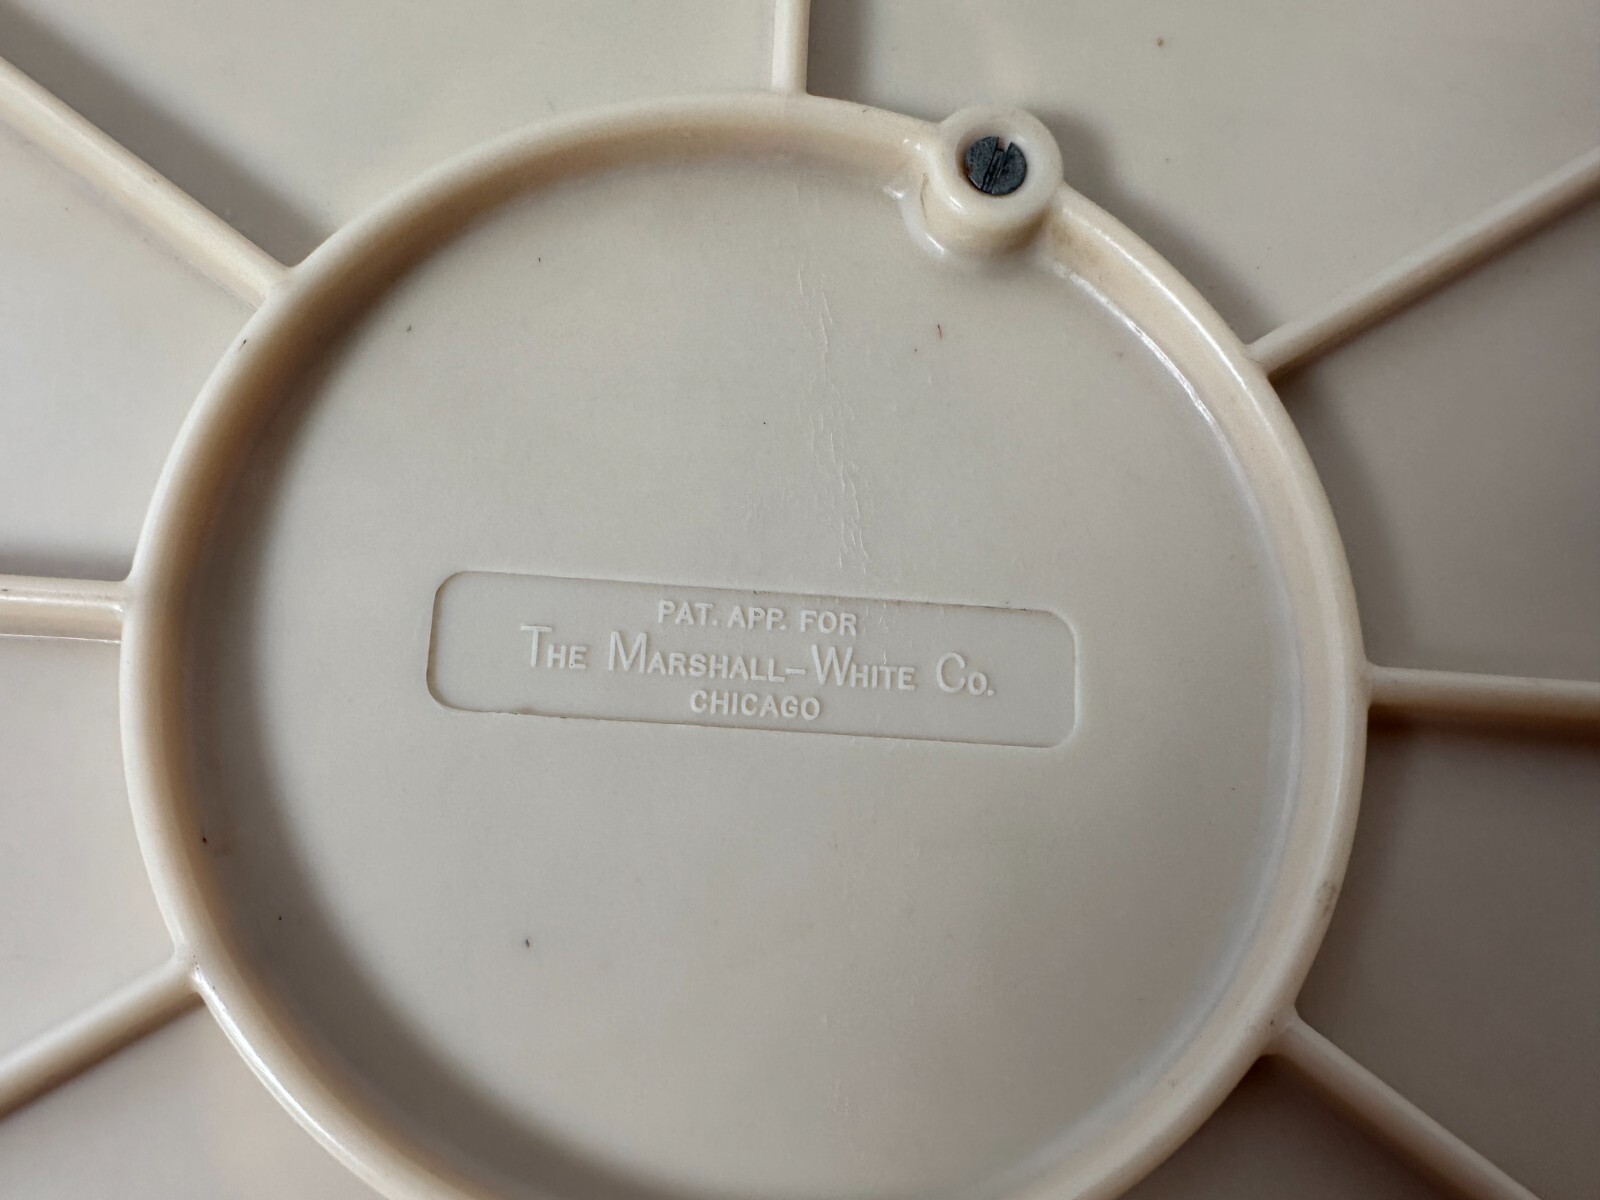 PAT. APP. FOR
THE MARSHALL-WHITE CO.
CHICAGO